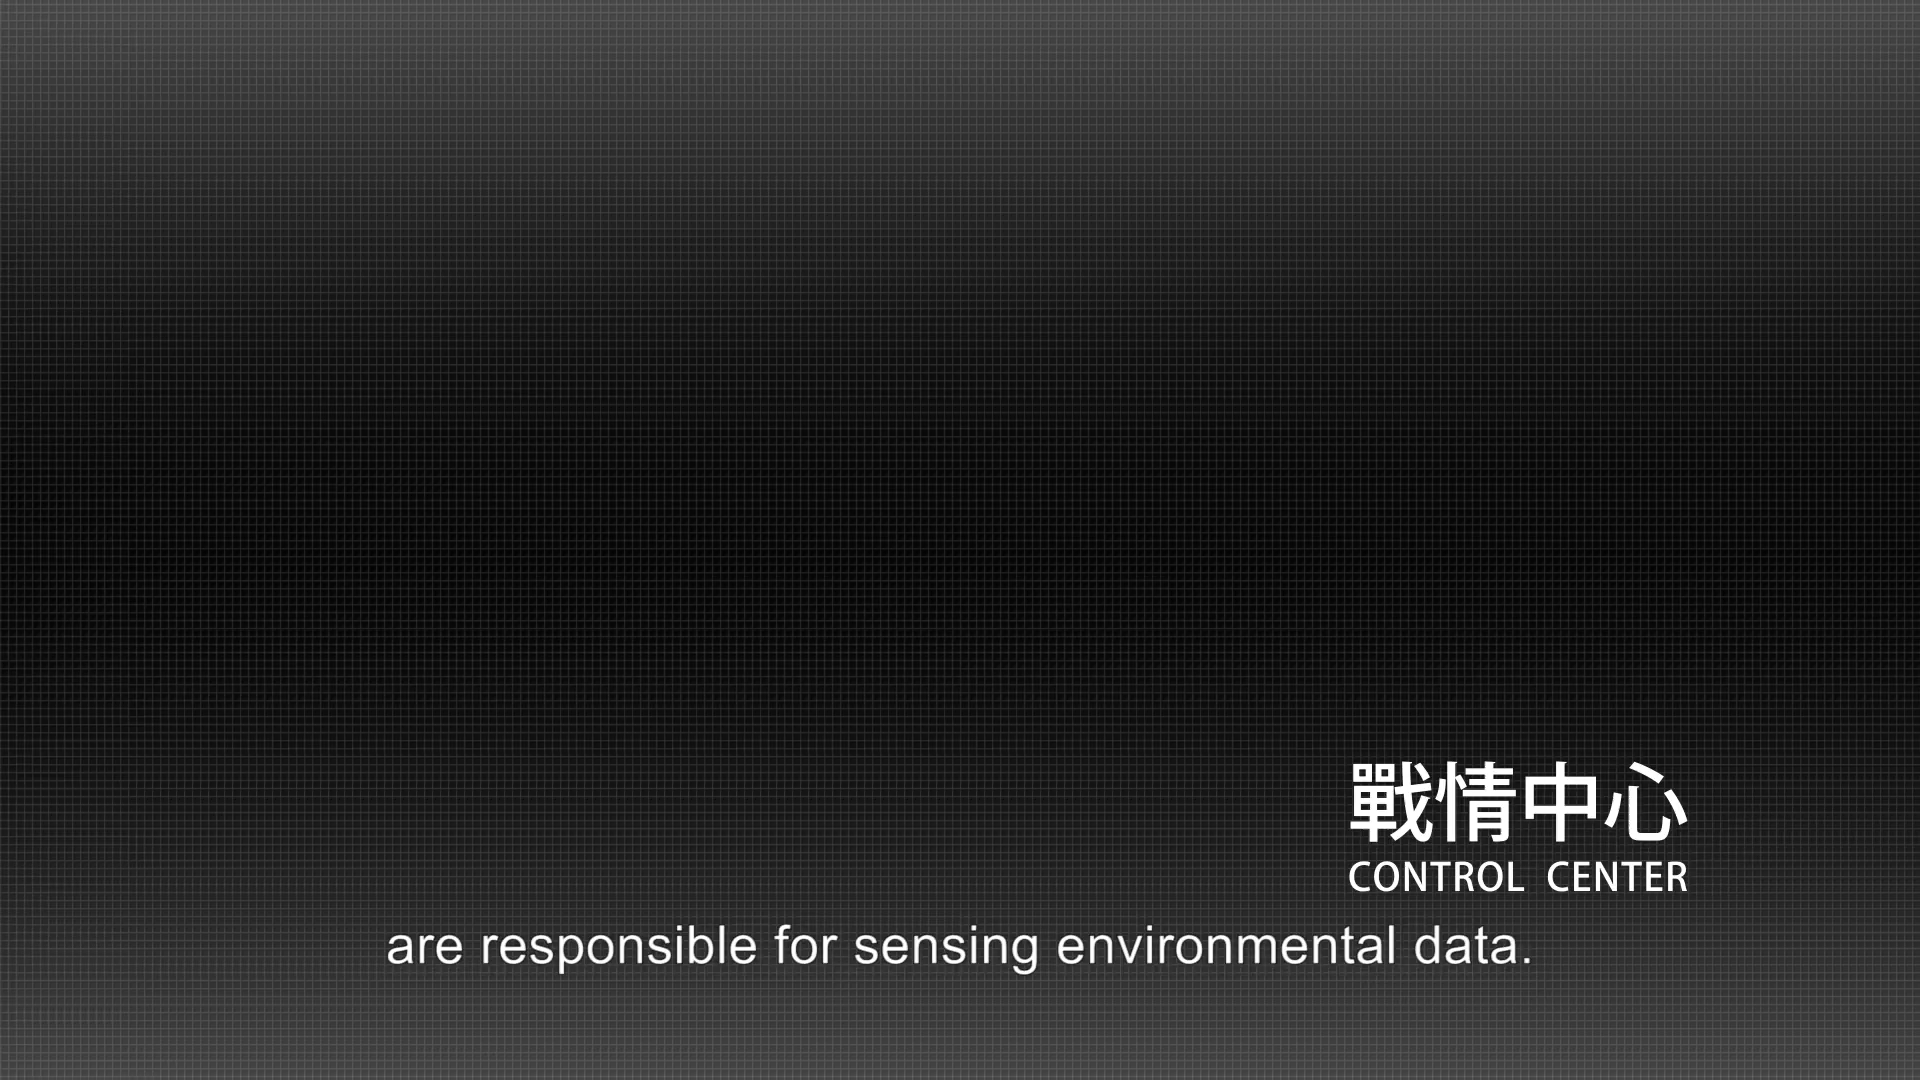 戰情中心
CONTROL CENTER
are responsible for sensing environmental data.